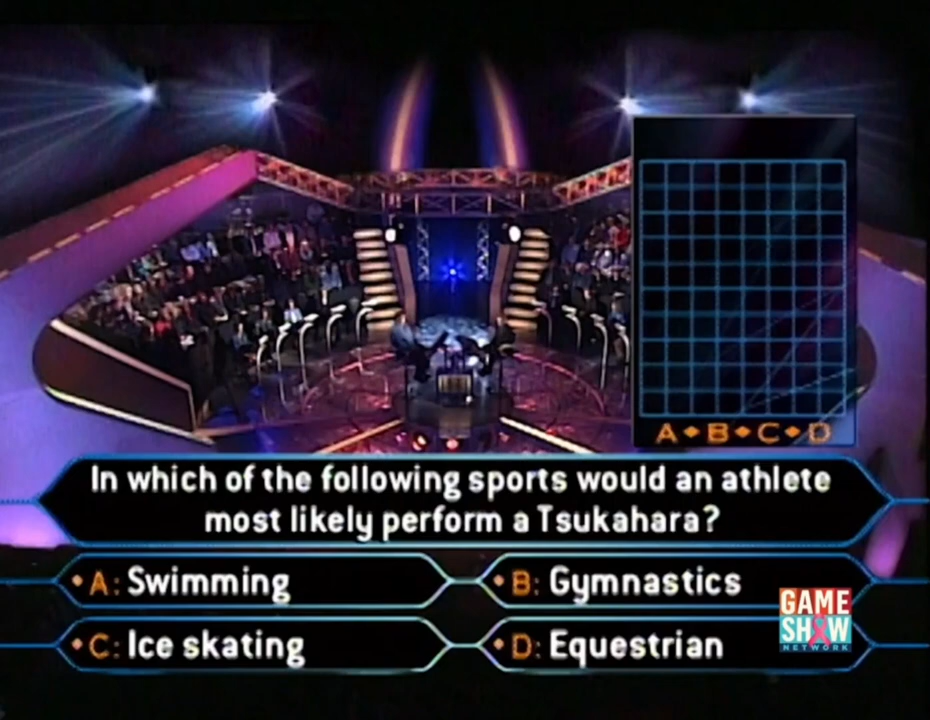 A ♦ B ♦ C ♦ D
In which of the following sports would an athlete
most likely perform a Tsukahara?
• A: Swimming
• B: Gymnastics
• C: Ice skating
• D: Equestrian
GAME
SHOW
NETWORK